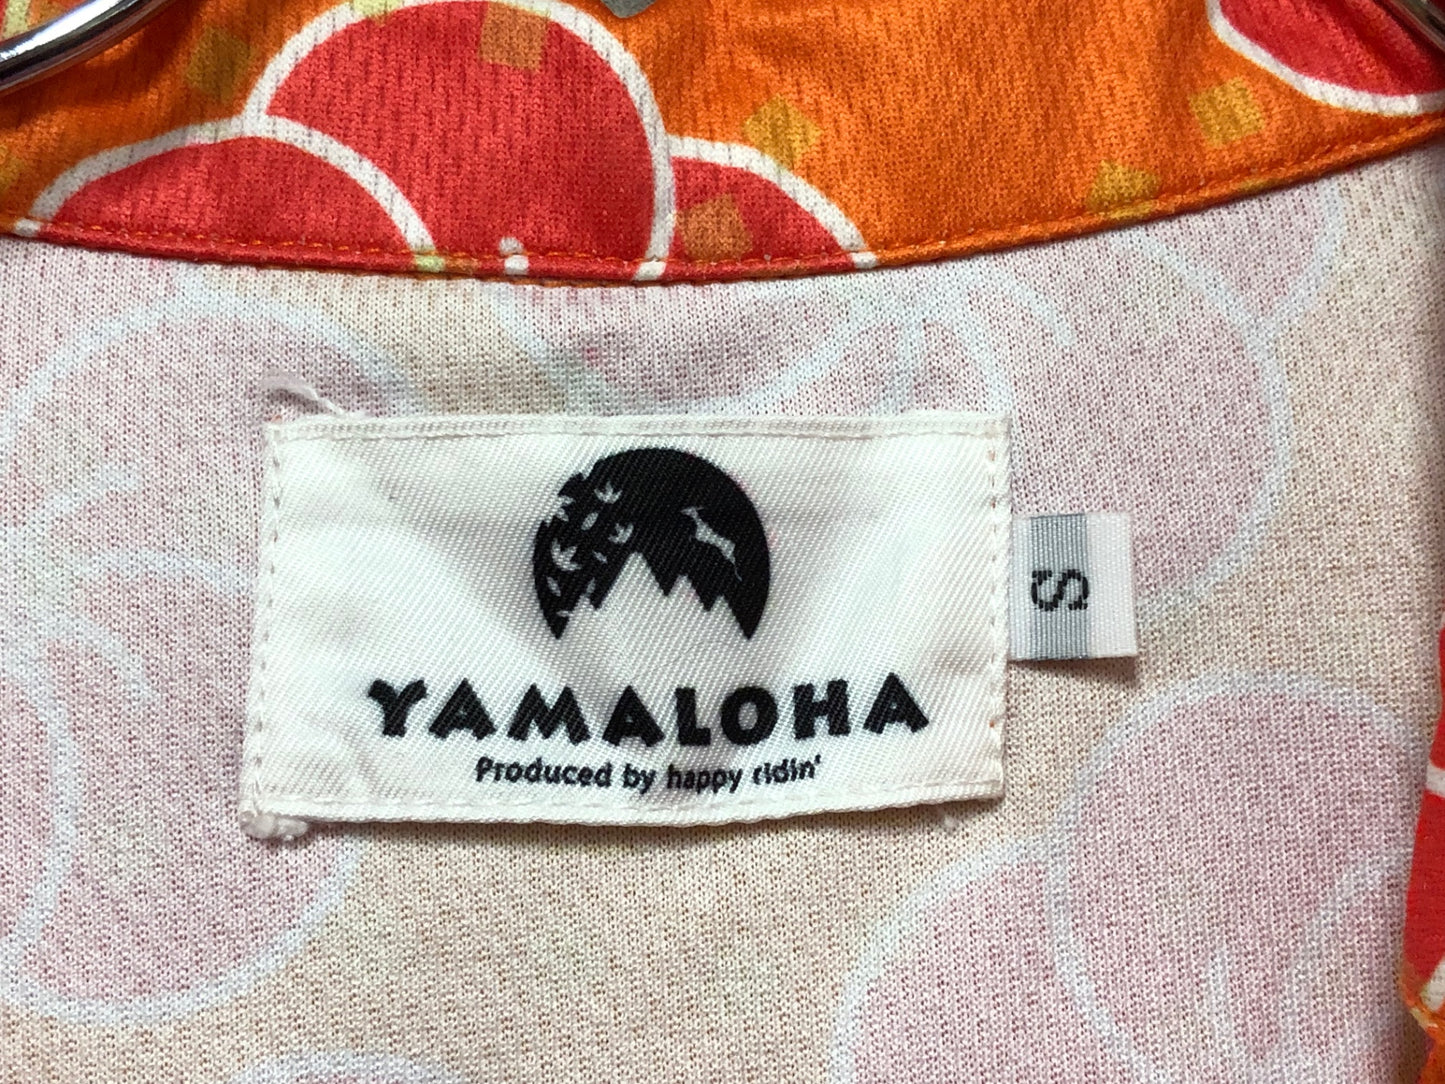 YAMALOHA
Produced by happy ridin'
S